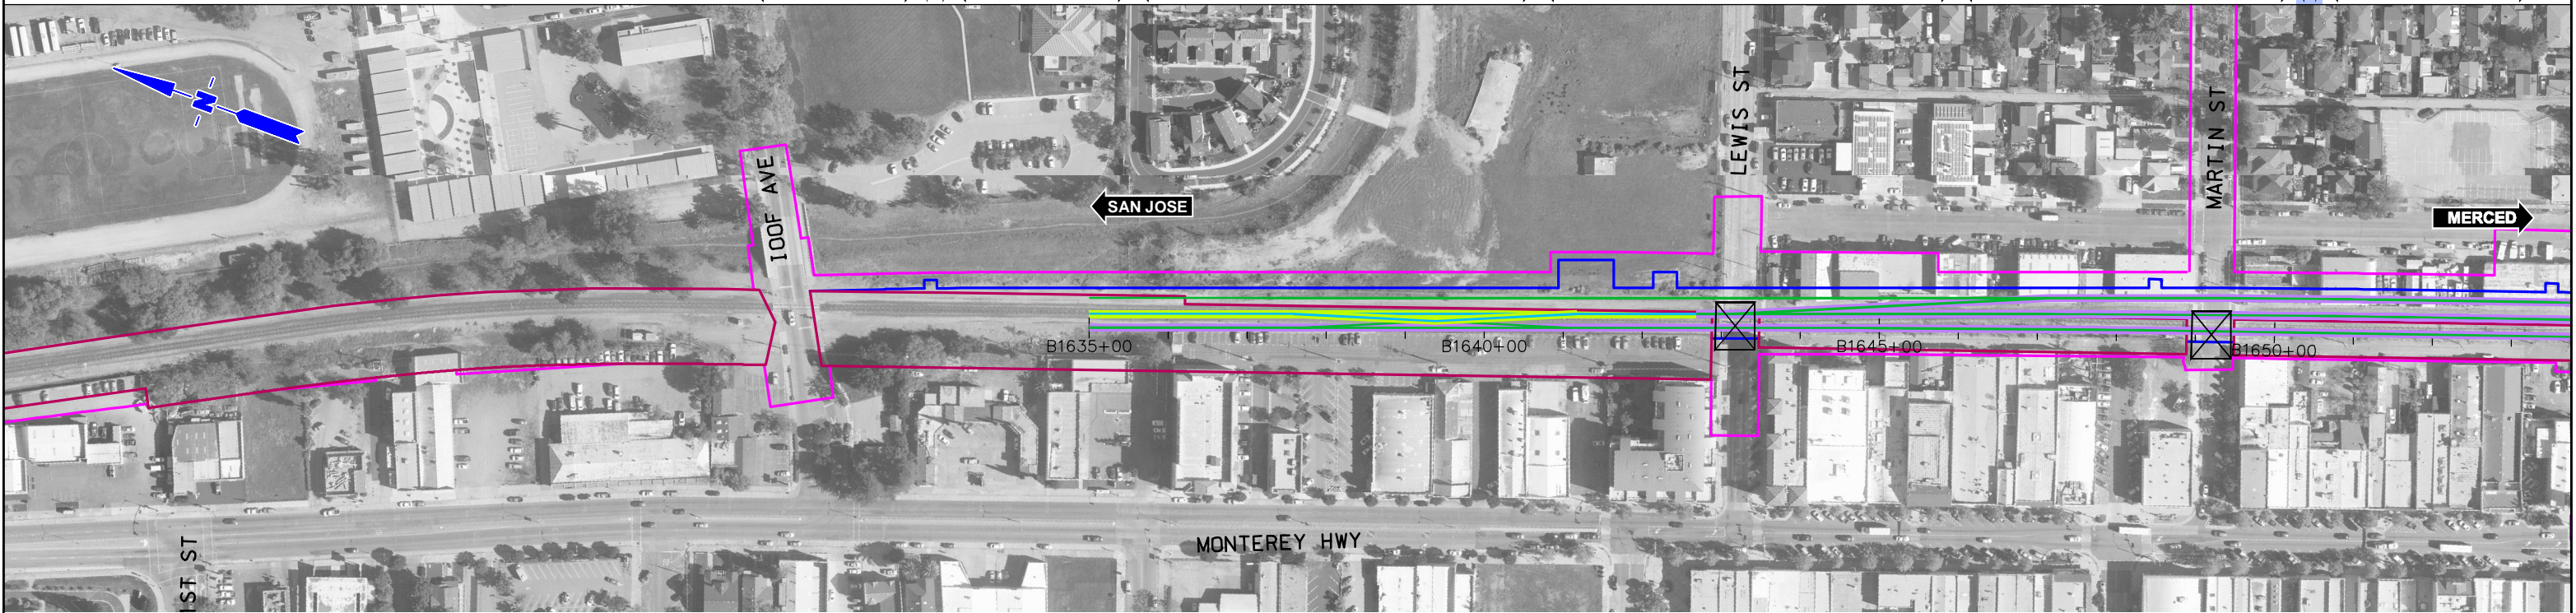 N
IOOF AVE
SAN JOSE
LEWIS ST
MARTIN ST
MERCED
B1635+00
B1640+00
B1645+00
B1650+00
MONTEREY HWY
1ST ST